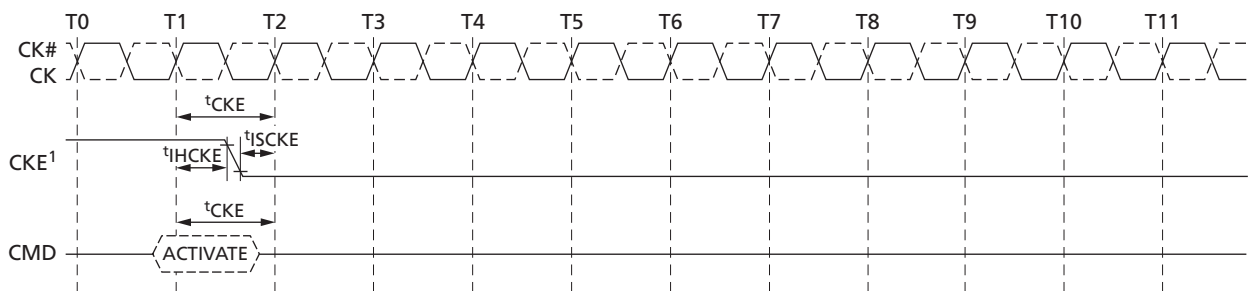 T0 T1 T2 T3 T4 T5 T6 T7 T8 T9 T10 T11
CK#
CK
tCKE
tISCKE
CKE1
tIHCKE
tCKE
CMD
ACTIVATE